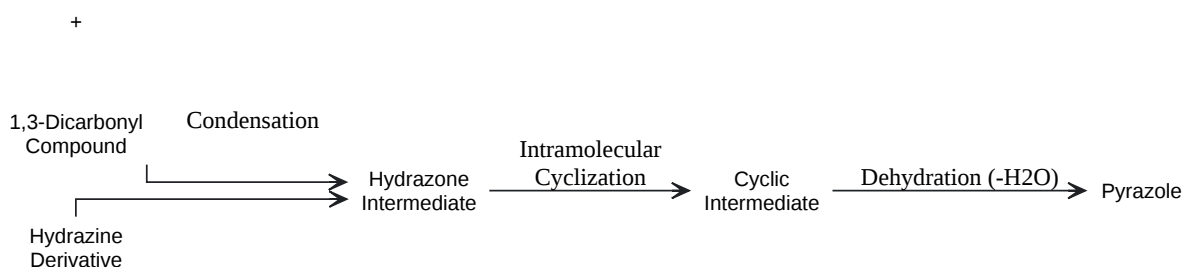 +
1,3-Dicarbonyl
Compound
Condensation
Hydrazine
Derivative
Hydrazone
Intermediate
Intramolecular
Cyclization
Cyclic
Intermediate
Dehydration (-H2O)
Pyrazole